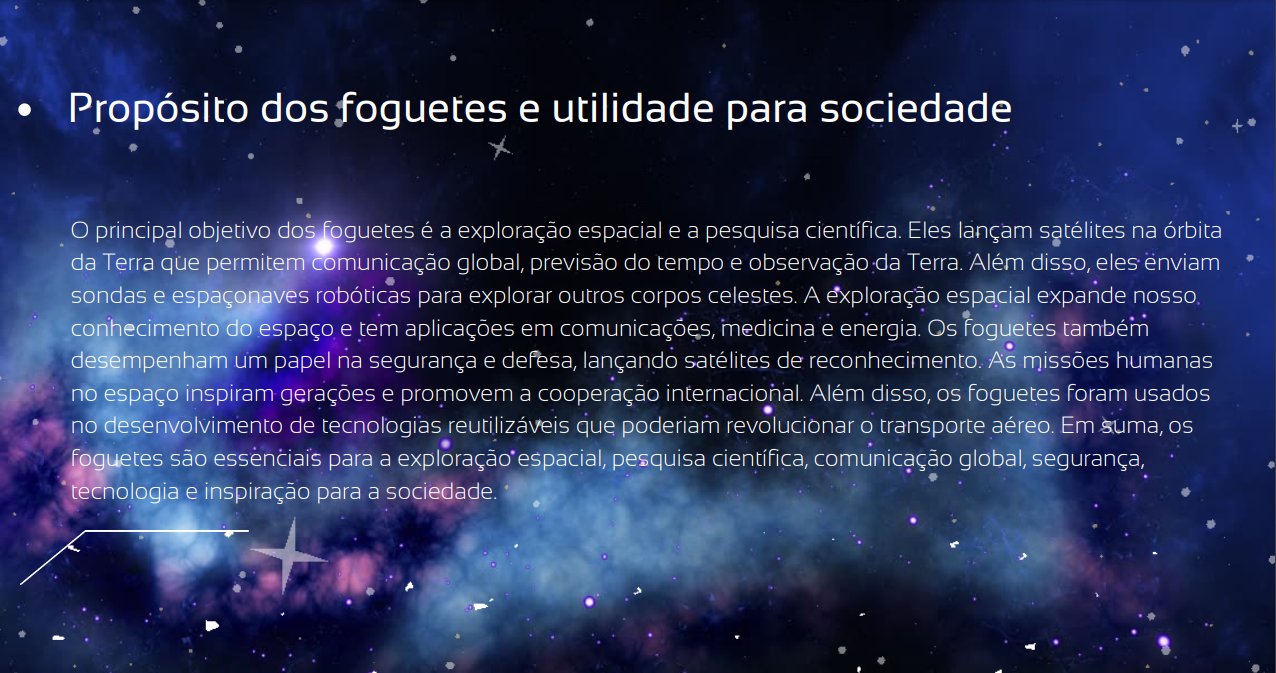 • Propósito dos foguetes e utilidade para sociedade
O principal objetivo dos foguetes é a exploração espacial e a pesquisa científica. Eles lançam satélites na órbita
da Terra que permitem comunicação global, previsão do tempo e observação da Terra. Além disso, eles enviam
sondas e espaçonaves robóticas para explorar outros corpos celestes. A exploração espacial expande nosso
conhecimento do espaço e tem aplicações em comunicações, medicina e energia. Os foguetes também
desempenham um papel na segurança e defesa, lançando satélites de reconhecimento. As missões humanas
no espaço inspiram gerações e promovem a cooperação internacional. Além disso, os foguetes foram usados
no desenvolvimento de tecnologias reutilizáveis que poderiam revolucionar o transporte aéreo. Em suma, os
foguetes são essenciais para a exploração espacial, pesquisa científica, comunicação global, segurança,
tecnologia e inspiração para a sociedade.